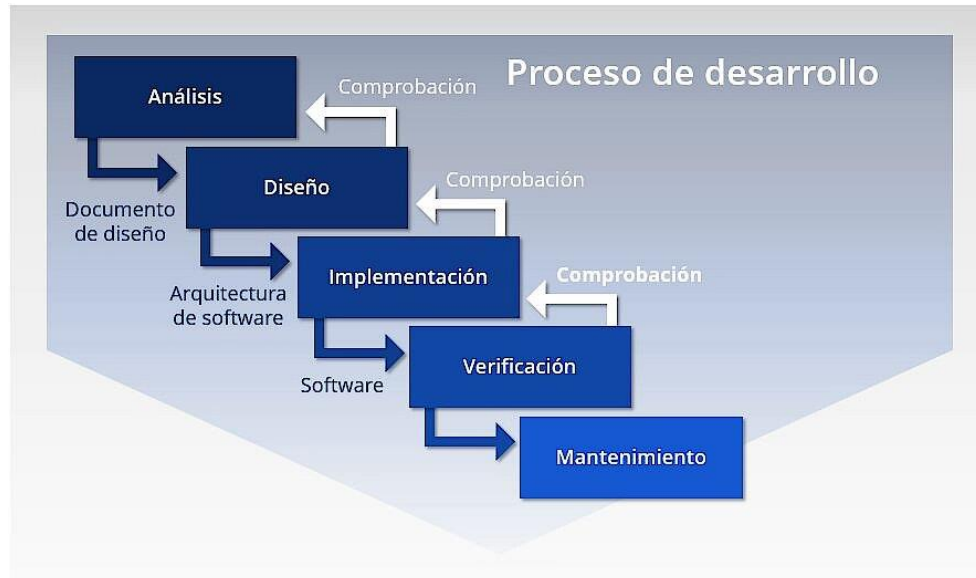 Proceso de desarrollo
Análisis
Comprobación
Documento
de diseño
Diseño
Comprobación
Arquitectura
de software
Implementación
Comprobación
Software
Verificación
Mantenimiento